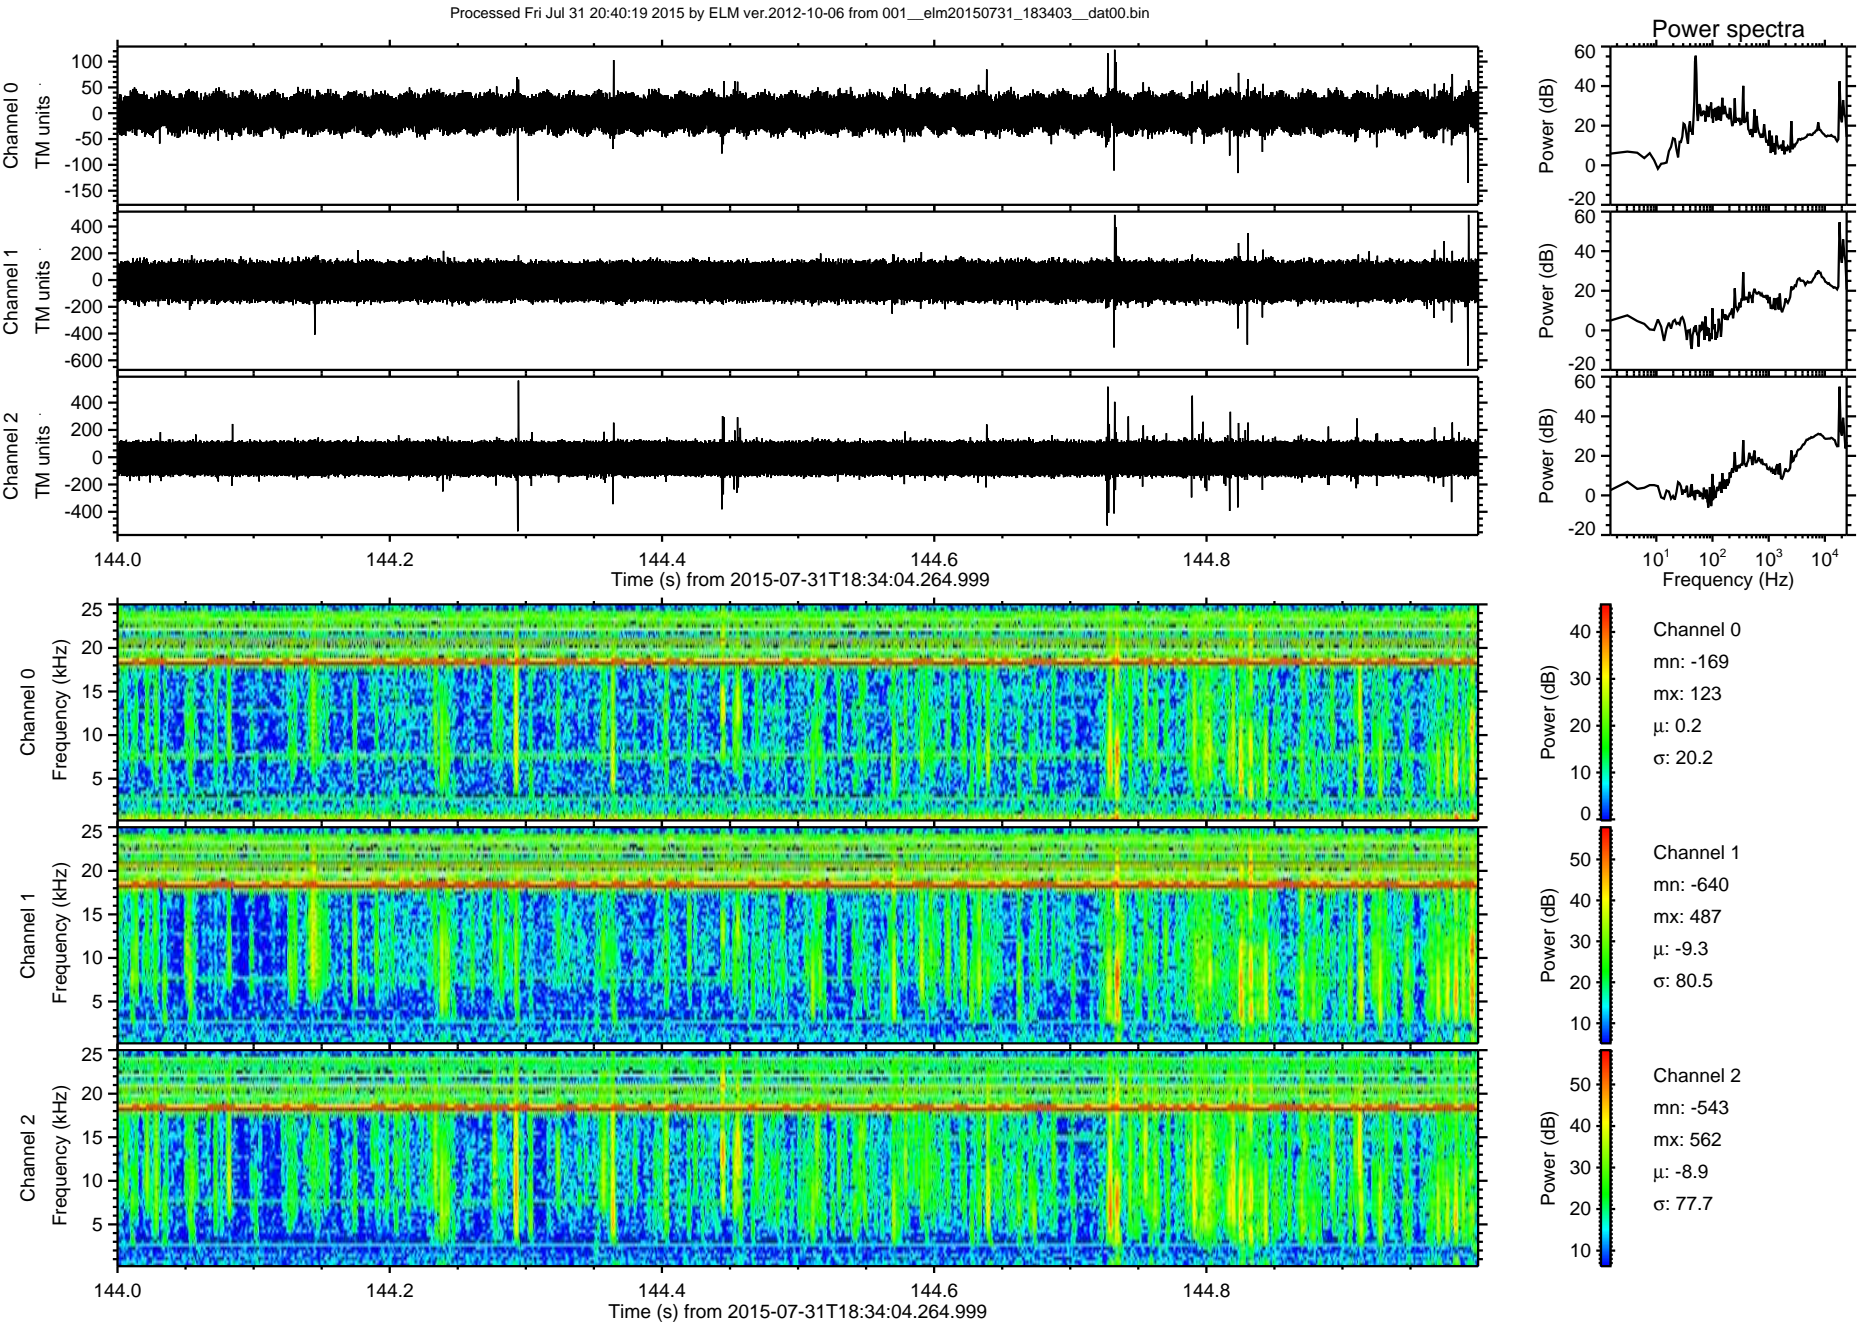 Processed Fri Jul 31 20:40:19 2015 by ELM ver.2012-10-06 from 001__elm20150731_183403__dat00.bin
Power spectra
Channel 0
TM units
100
50
0
-50
-100
-150
Power (dB)
60
40
20
0
-20
Channel 1
TM units
400
200
0
-200
-400
-600
Power (dB)
60
40
20
0
-20
Channel 2
TM units
400
200
0
-200
-400
Power (dB)
60
40
20
0
-20
144.0 144.2 144.4 144.6 144.8
Time (s) from 2015-07-31T18:34:04.264.999
10^1 10^2 10^3 10^4
Frequency (Hz)
Channel 0
Frequency (kHz)
25
20
15
10
5
Power (dB)
40
30
20
10
0
Channel 0
mn: -169
mx: 123
μ: 0.2
σ: 20.2
Channel 1
Frequency (kHz)
25
20
15
10
5
Power (dB)
50
40
30
20
10
Channel 1
mn: -640
mx: 487
μ: -9.3
σ: 80.5
Channel 2
Frequency (kHz)
25
20
15
10
5
Power (dB)
50
40
30
20
10
Channel 2
mn: -543
mx: 562
μ: -8.9
σ: 77.7
144.0 144.2 144.4 144.6 144.8
Time (s) from 2015-07-31T18:34:04.264.999